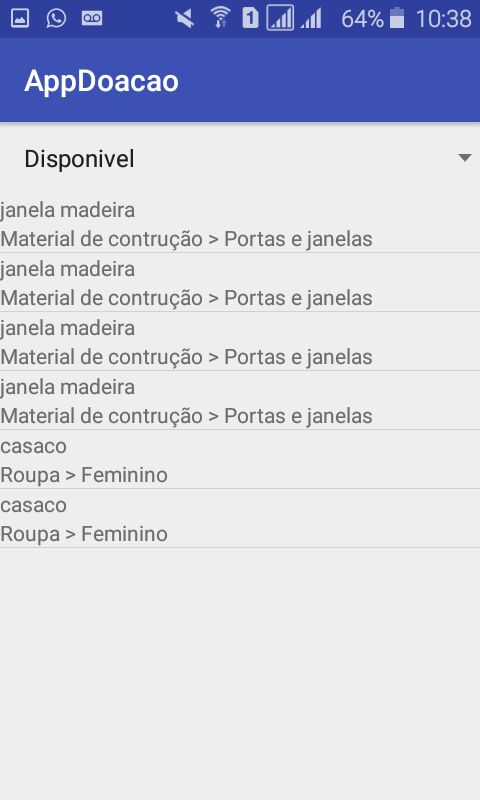 1 64% 10:38
AppDoacao
Disponivel
janela madeira
Material de contrução > Portas e janelas
janela madeira
Material de contrução > Portas e janelas
janela madeira
Material de contrução > Portas e janelas
janela madeira
Material de contrução > Portas e janelas
casaco
Roupa > Feminino
casaco
Roupa > Feminino